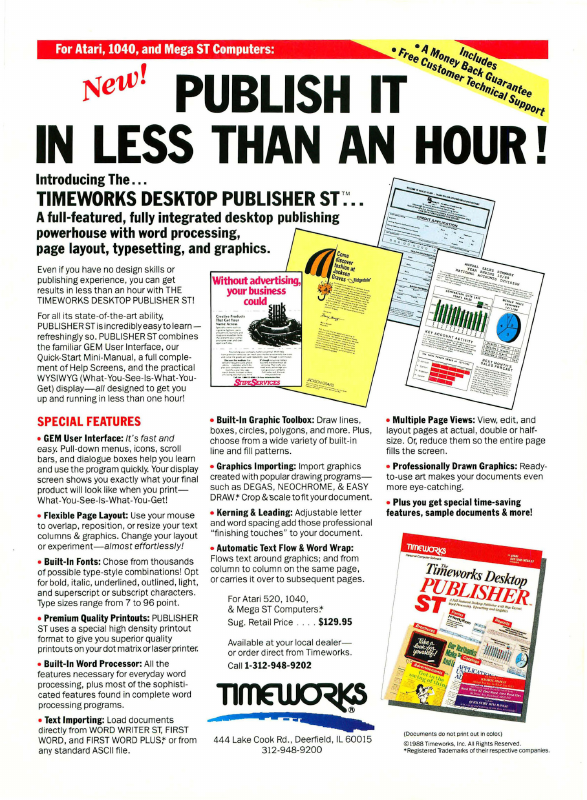 For Atari, 1040, and Mega ST Computers:
Includes
• A Money Back Guarantee
• Free Customer Technical Support
New!
PUBLISH IT
IN LESS THAN AN HOUR!
Introducing The...
TIMEWORKS DESKTOP PUBLISHER ST™...
A full-featured, fully integrated desktop publishing
powerhouse with word processing,
page layout, typesetting, and graphics.
Even if you have no design skills or
publishing experience, you can get
results in less than an hour with THE
TIMEWORKS DESKTOP PUBLISHER ST!
For all its state-of-the-art ability,
PUBLISHER ST is incredibly easy to learn—
refreshingly so. PUBLISHER ST combines
the familiar GEM User Interface, our
Quick-Start Mini-Manual, a full comple-
ment of Help Screens, and the practical
WYSIWYG (What-You-See-Is-What-You-
Get) display—all designed to get you
up and running in less than one hour!
Without advertising,
your business
could
STINK
STIPESERVICES
Come
discover
fashion at
Jackson
Graves
SPECIAL FEATURES
• GEM User Interface: It's fast and
easy. Pull-down menus, icons, scroll
bars, and dialogue boxes help you learn
and use the program quickly. Your display
screen shows you exactly what your final
product will look like when you print—
What-You-See-Is-What-You-Get!
• Flexible Page Layout: Use your mouse
to overlap, reposition, or resize your text
columns & graphics. Change your layout
or experiment—almost effortlessly!
• Built-In Fonts: Choose from thousands
of possible type-style combinations! Opt
for bold, italic, underlined, outlined, light,
and superscript or subscript characters.
Type sizes range from 7 to 96 point.
• Premium Quality Printouts: PUBLISHER
ST uses a special high density printout
format to give you superior quality
printouts on your dot matrix or laser printer.
• Built-In Word Processor: All the
features necessary for everyday word
processing, plus most of the sophisti-
cated features found in complete word
processing programs.
• Text Importing: Load documents
directly from WORD WRITER ST, FIRST
WORD, and FIRST WORD PLUS,* or from
any standard ASCII file.
• Built-In Graphic Toolbox: Draw lines,
boxes, circles, polygons, and more. Plus,
choose from a wide variety of built-in
line and fill patterns.
• Graphics Importing: Import graphics
created with popular drawing programs—
such as DEGAS, NEOCHROME, & EASY
DRAW.* Crop & scale to fit your document.
• Kerning & Leading: Adjustable letter
and word spacing add those professional
"finishing touches" to your document.
• Automatic Text Flow & Word Wrap:
Flows text around graphics; and from
column to column on the same page,
or carries it over to subsequent pages.
For Atari 520, 1040,
& Mega ST Computers.*
Sug. Retail Price . . . . $129.95
Available at your local dealer—
or order direct from Timeworks.
Call 1-312-948-9202
TIMEWORKS®
444 Lake Cook Rd., Deerfield, IL 60015
312-948-9200
• Multiple Page Views: View, edit, and
layout pages at actual, double or half-
size. Or, reduce them so the entire page
fills the screen.
• Professionally Drawn Graphics: Ready-
to-use art makes your documents even
more eye-catching.
• Plus you get special time-saving
features, sample documents & more!
TIMEWORKS
The Timeworks Desktop
PUBLISHER
ST
(Documents do not print out in color.)
©1988 Timeworks, Inc. All Rights Reserved.
*Registered Trademarks of their respective companies.